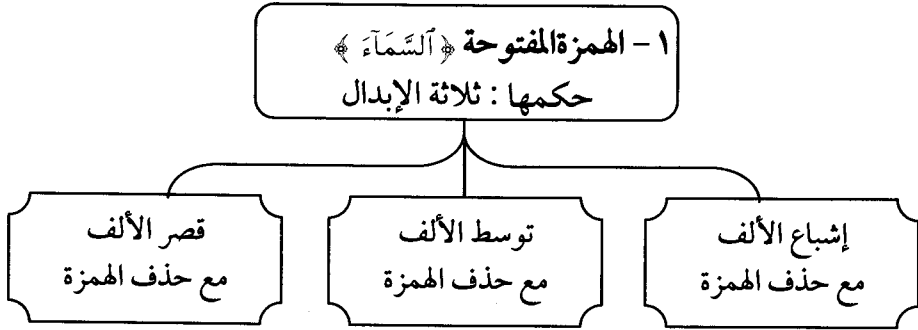 ١ - الهمزة المفتوحة ﴿ ٱلسَّمَآءَ ﴾
حكمها : ثلاثة الإبدال
إشباع الألف
مع حذف الهمزة
توسط الألف
مع حذف الهمزة
قصر الألف
مع حذف الهمزة